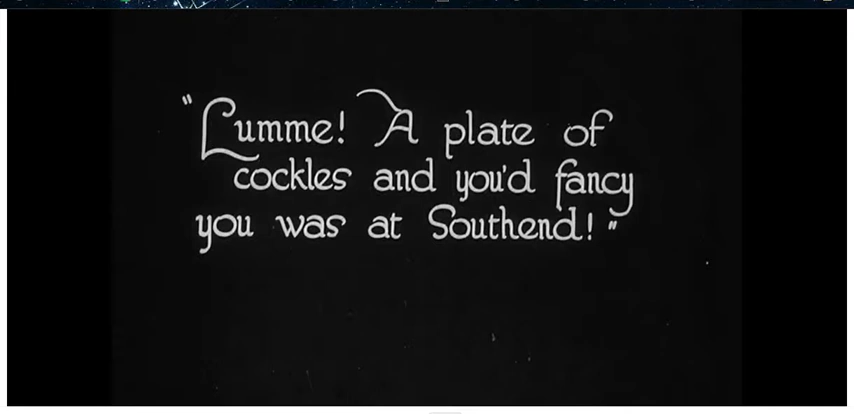 "Lumme! A plate of
cockles and you'd fancy
you was at Southend!"